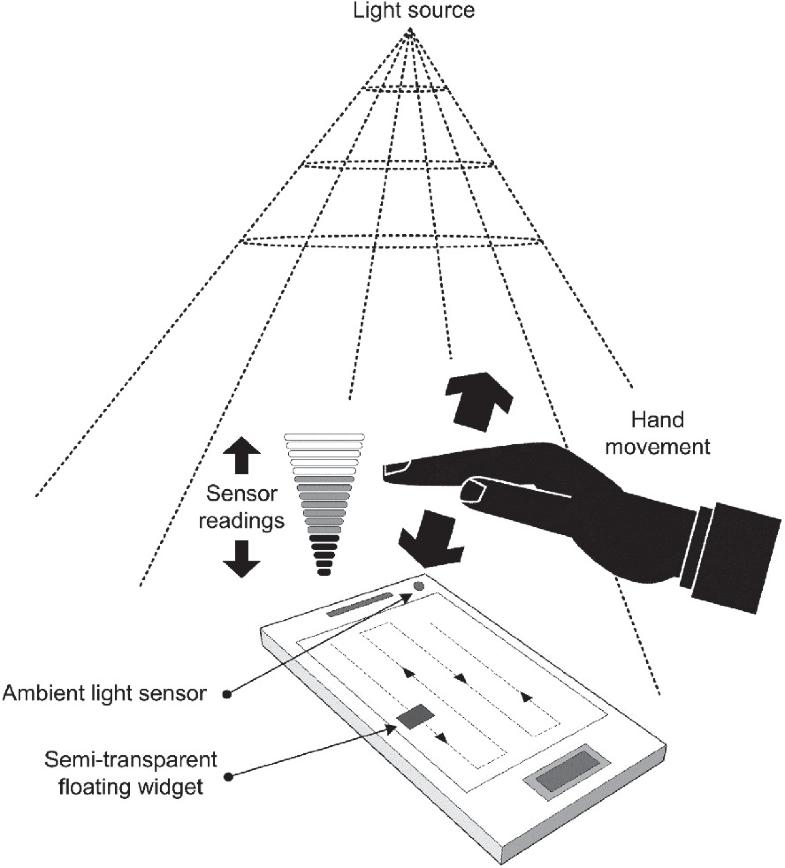 Light source
Hand
movement
Sensor
readings
Ambient light sensor
Semi-transparent
floating widget